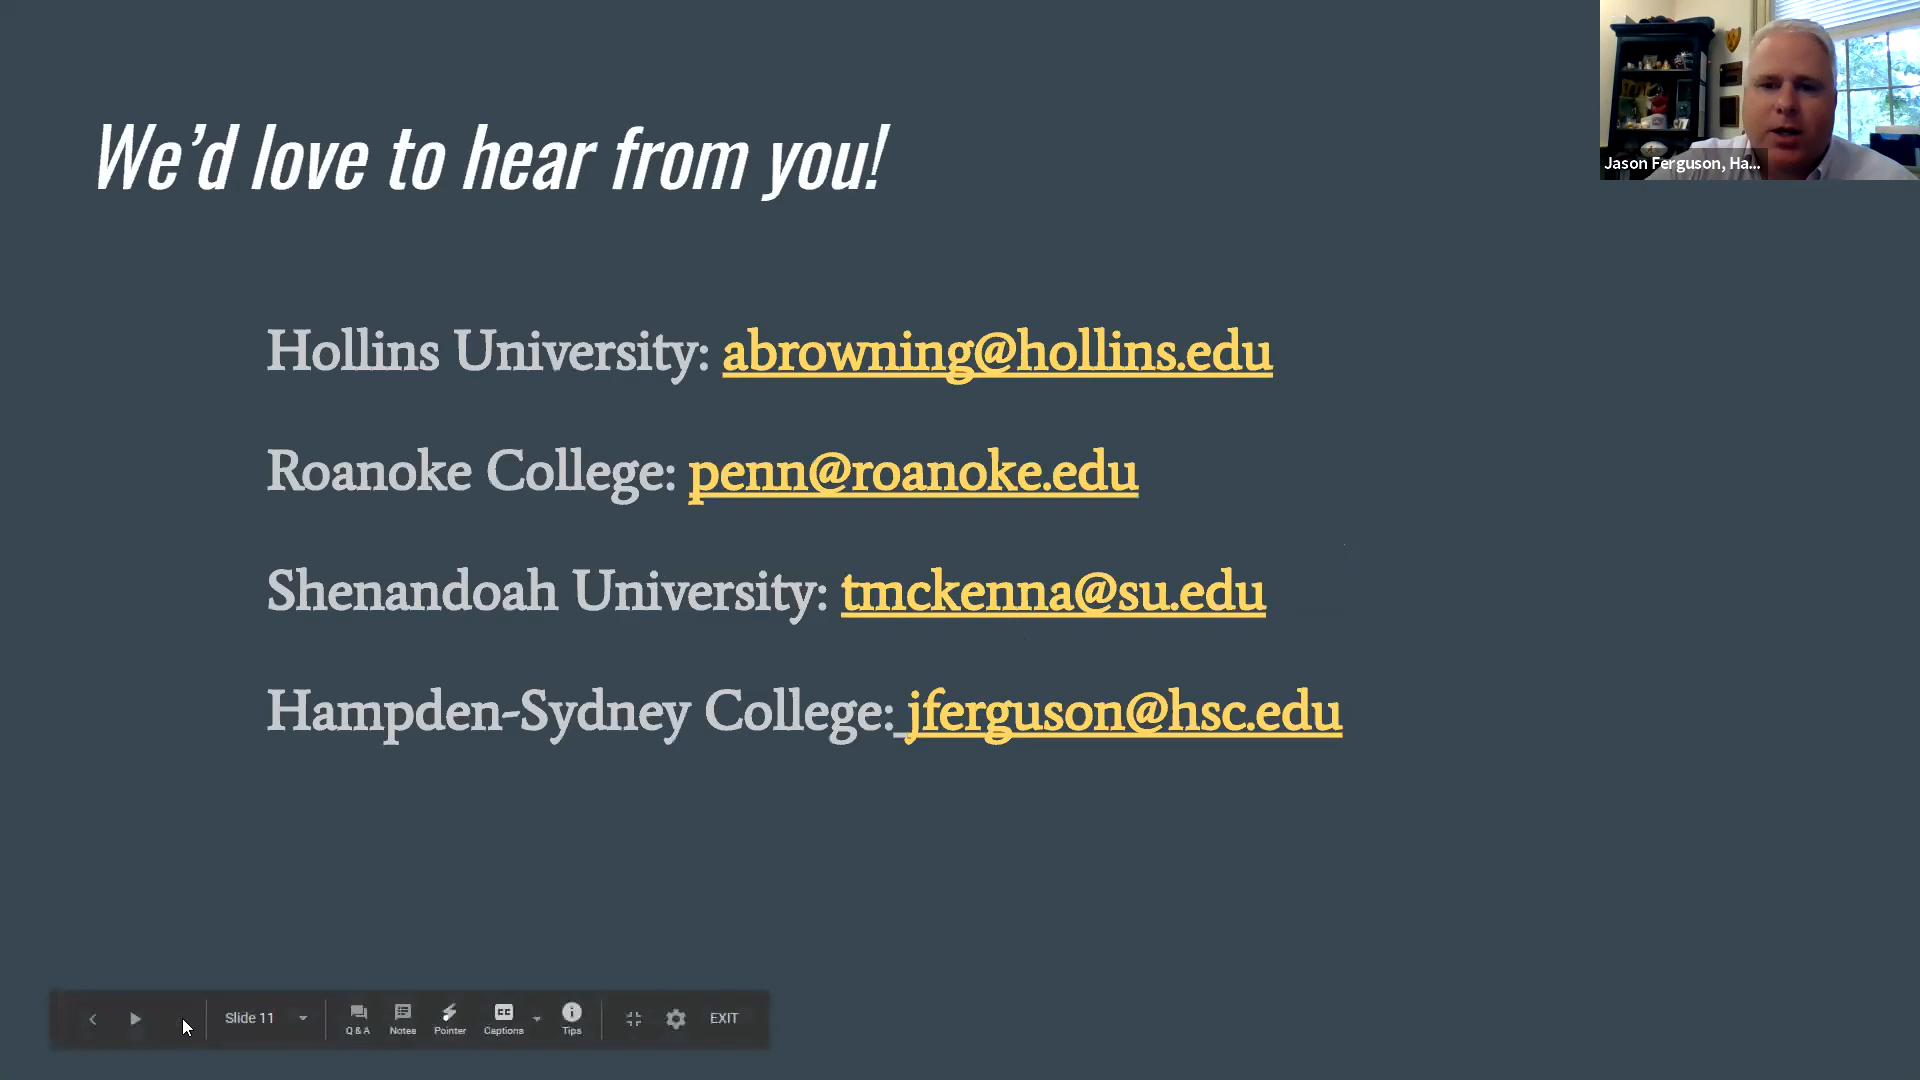 We’d love to hear from you!
Jason Ferguson, Ha...
Hollins University: abrowning@hollins.edu
Roanoke College: penn@roanoke.edu
Shenandoah University: tmckenna@su.edu
Hampden-Sydney College: jferguson@hsc.edu
Slide 11
Q & A
Notes
Pointer
CC
Captions
Tips
EXIT